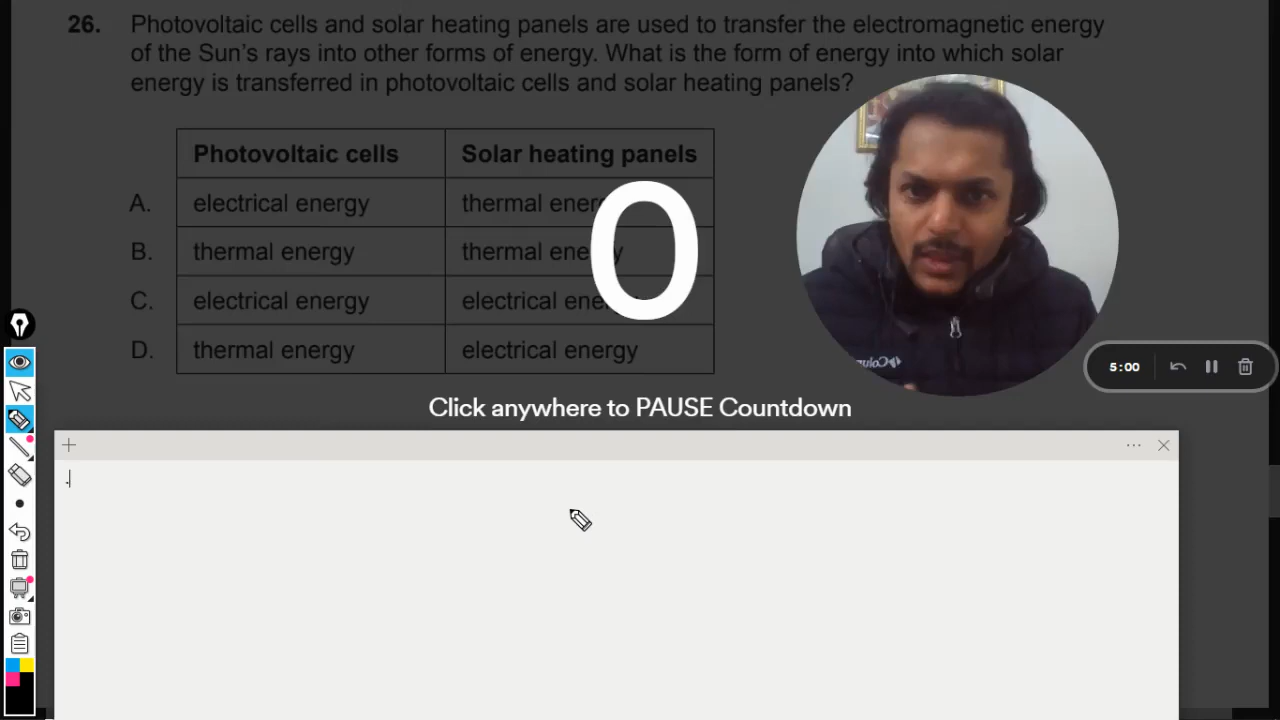 26. Photovoltaic cells and solar heating panels are used to transfer the electromagnetic energy
of the Sun's rays into other forms of energy. What is the form of energy into which solar
energy is transferred in photovoltaic cells and solar heating panels?
Photovoltaic cells Solar heating panels
A. electrical energy thermal
B. thermal energy thermal
C. electrical energy electrical
D. thermal energy electrical energy
0
5:00
Click anywhere to PAUSE Countdown
.